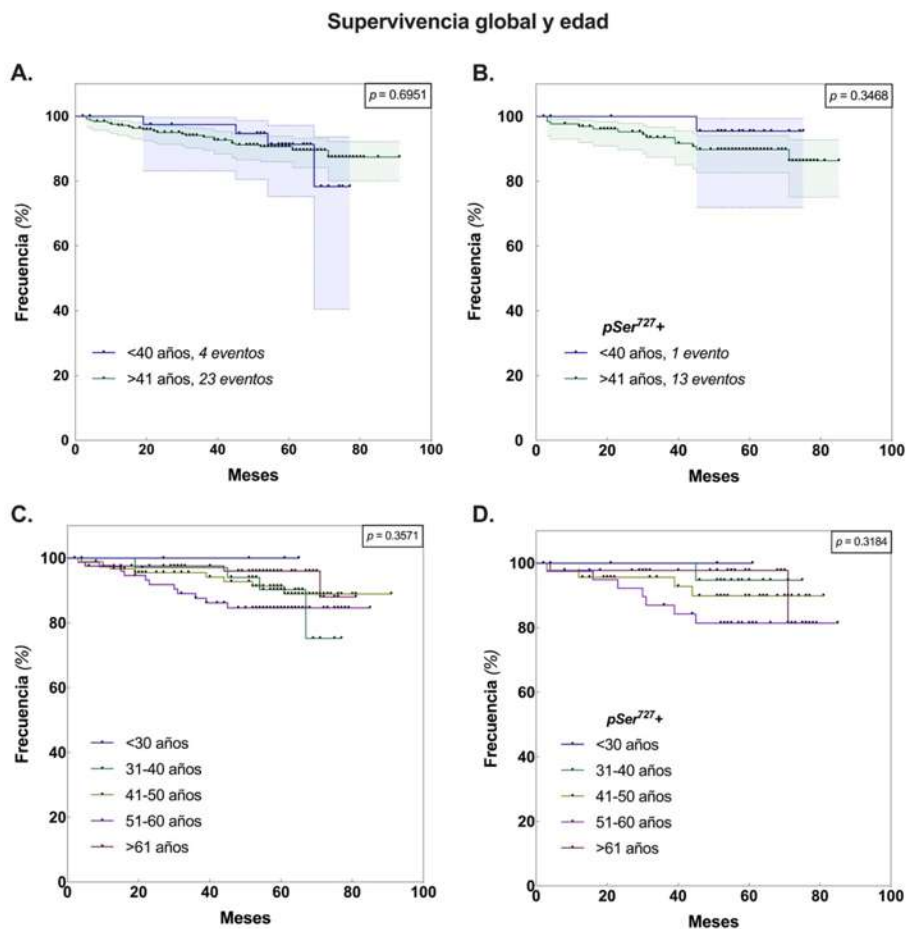 Supervivencia global y edad
A.
p = 0.6951
100
80
60
40
20
0
Frecuencia (%)
<40 años, 4 eventos
>41 años, 23 eventos
20
40
60
80
100
Meses
B.
p = 0.3468
100
80
60
40
20
0
Frecuencia (%)
pSer727+
<40 años, 1 evento
>41 años, 13 eventos
0
20
40
60
80
100
Meses
C.
p = 0.3571
100
80
60
40
20
0
Frecuencia (%)
<30 años
31-40 años
41-50 años
51-60 años
>61 años
0
20
40
60
80
100
Meses
D.
p = 0.3184
100
80
60
40
20
0
Frecuencia (%)
pSer727+
<30 años
31-40 años
41-50 años
51-60 años
>61 años
0
20
40
60
80
100
Meses